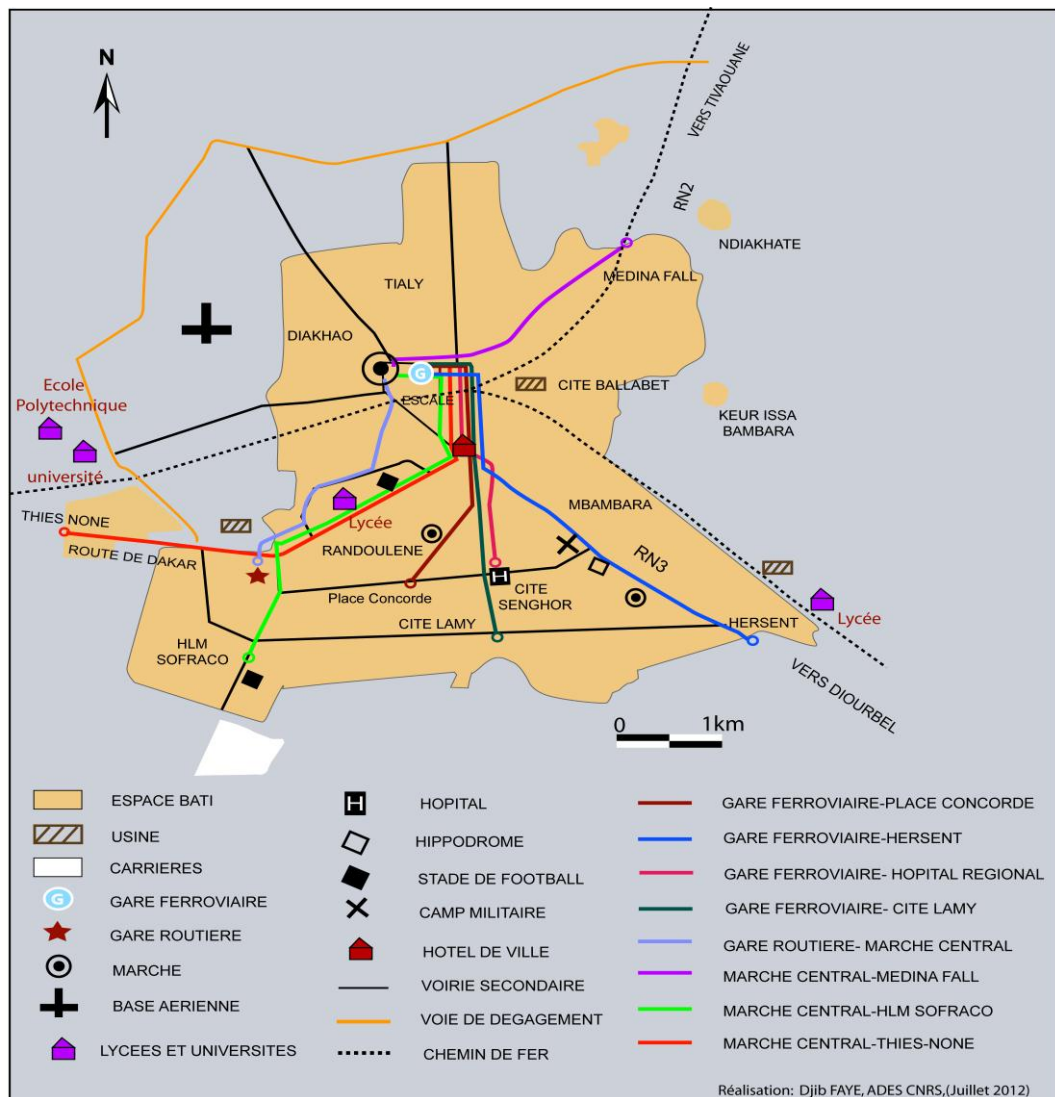 N
VERS TIVAOUANE
RN2
NDIAKHATE
MEDINA FALL
TIALY
DIAKHAO
G
ESCALE
CITE BALLABET
KEUR ISSA
BAMBARA
Ecole
Polytechnique
université
THIES NONE
ROUTE DE DAKAR
Lycée
MBAMBARA
RANDOULENE
RN3
H
Place Concorde
CITE
SENGHOR
CITE LAMY
HERSENT
Lycée
HLM
SOFRACO
VERS DIOURBEL
0 1km
ESPACE BATI
USINE
CARRIERES
G GARE FERROVIAIRE
GARE ROUTIERE
MARCHE
BASE AERIENNE
LYCEES ET UNIVERSITES
H HOPITAL
HIPPODROME
STADE DE FOOTBALL
CAMP MILITAIRE
HOTEL DE VILLE
VOIRIE SECONDAIRE
VOIE DE DEGAGEMENT
CHEMIN DE FER
GARE FERROVIAIRE-PLACE CONCORDE
GARE FERROVIAIRE-HERSENT
GARE FERROVIAIRE- HOPITAL REGIONAL
GARE FERROVIAIRE- CITE LAMY
GARE ROUTIERE- MARCHE CENTRAL
MARCHE CENTRAL-MEDINA FALL
MARCHE CENTRAL-HLM SOFRACO
MARCHE CENTRAL-THIES-NONE
Réalisation: Djib FAYE, ADES CNRS,(Juillet 2012)